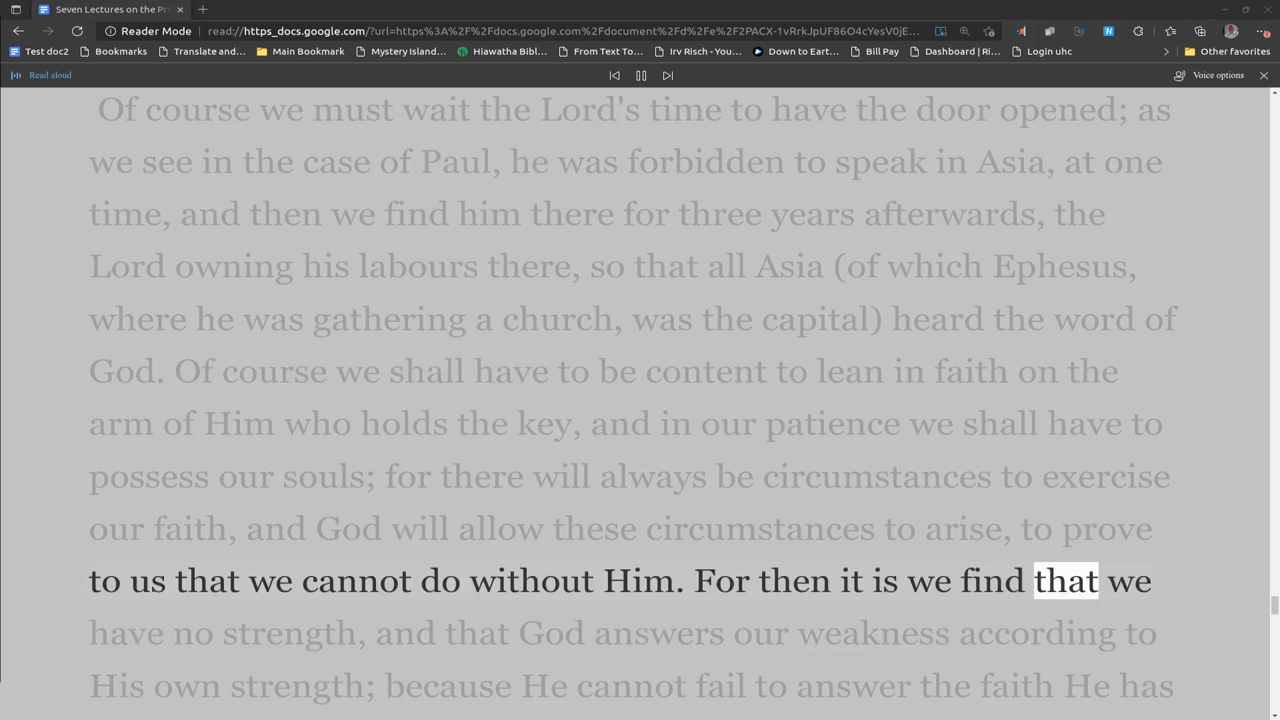 Seven Lectures on the Pr
Reader Mode
read://https_docs.google.com/?url=https%3A%2F%2Fdocs.google.com%2Fdocument%2Fd%2Fe%2F2PACX-1vRrkJpUF86O4cYesV0jE...
Test doc2
Bookmarks
Translate and...
Main Bookmark
Mystery Island...
Hiawatha Bibl...
From Text To...
Irv Risch - You...
Down to Eart...
Bill Pay
Dashboard | Ri...
Login uhc
Other favorites
Read aloud
Voice options
Of course we must wait the Lord's time to have the door opened; as
we see in the case of Paul, he was forbidden to speak in Asia, at one
time, and then we find him there for three years afterwards, the
Lord owning his labours there, so that all Asia (of which Ephesus,
where he was gathering a church, was the capital) heard the word of
God. Of course we shall have to be content to lean in faith on the
arm of Him who holds the key, and in our patience we shall have to
possess our souls; for there will always be circumstances to exercise
our faith, and God will allow these circumstances to arise, to prove
to us that we cannot do without Him. For then it is we find that we
have no strength, and that God answers our weakness according to
His own strength; because He cannot fail to answer the faith He has